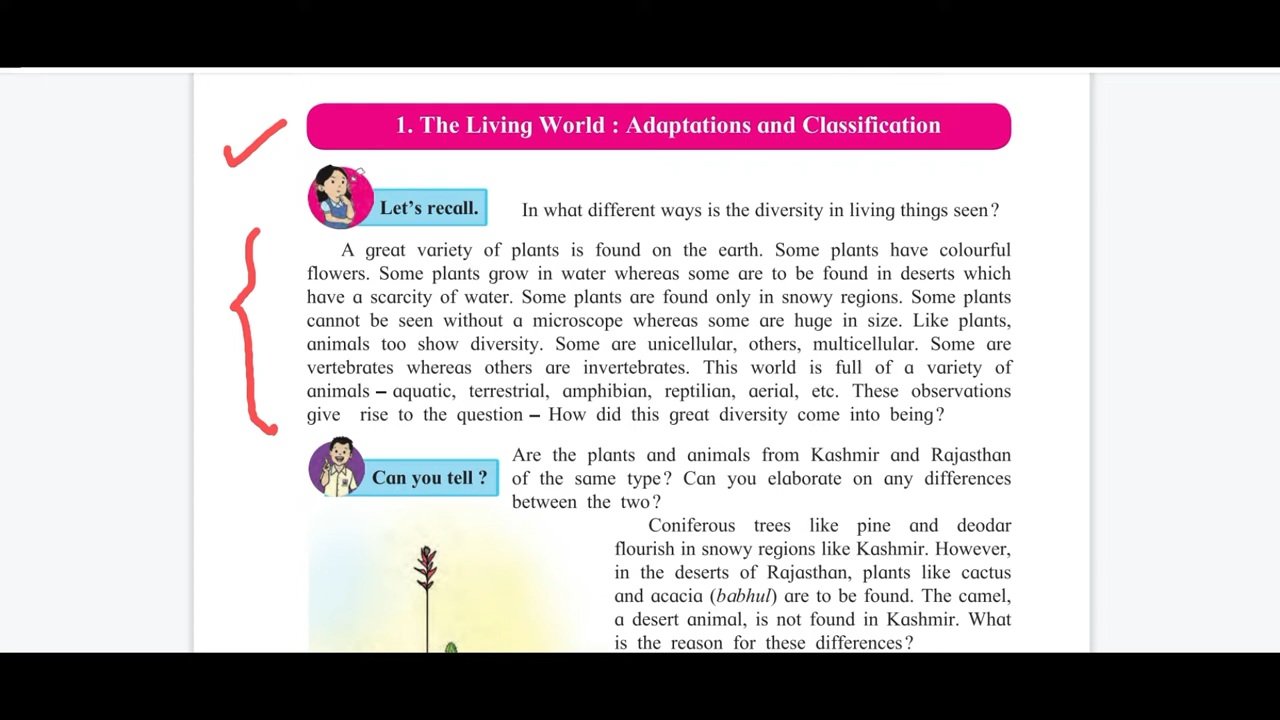 1. The Living World : Adaptations and Classification
Let's recall.
In what different ways is the diversity in living things seen?
A great variety of plants is found on the earth. Some plants have colourful
flowers. Some plants grow in water whereas some are to be found in deserts which
have a scarcity of water. Some plants are found only in snowy regions. Some plants
cannot be seen without a microscope whereas some are huge in size. Like plants,
animals too show diversity. Some are unicellular, others, multicellular. Some are
vertebrates whereas others are invertebrates. This world is full of a variety of
animals – aquatic, terrestrial, amphibian, reptilian, aerial, etc. These observations
give rise to the question – How did this great diversity come into being?
Can you tell ?
Are the plants and animals from Kashmir and Rajasthan
of the same type? Can you elaborate on any differences
between the two?
Coniferous trees like pine and deodar
flourish in snowy regions like Kashmir. However,
in the deserts of Rajasthan, plants like cactus
and acacia (babhul) are to be found. The camel,
a desert animal, is not found in Kashmir. What
is the reason for these differences?